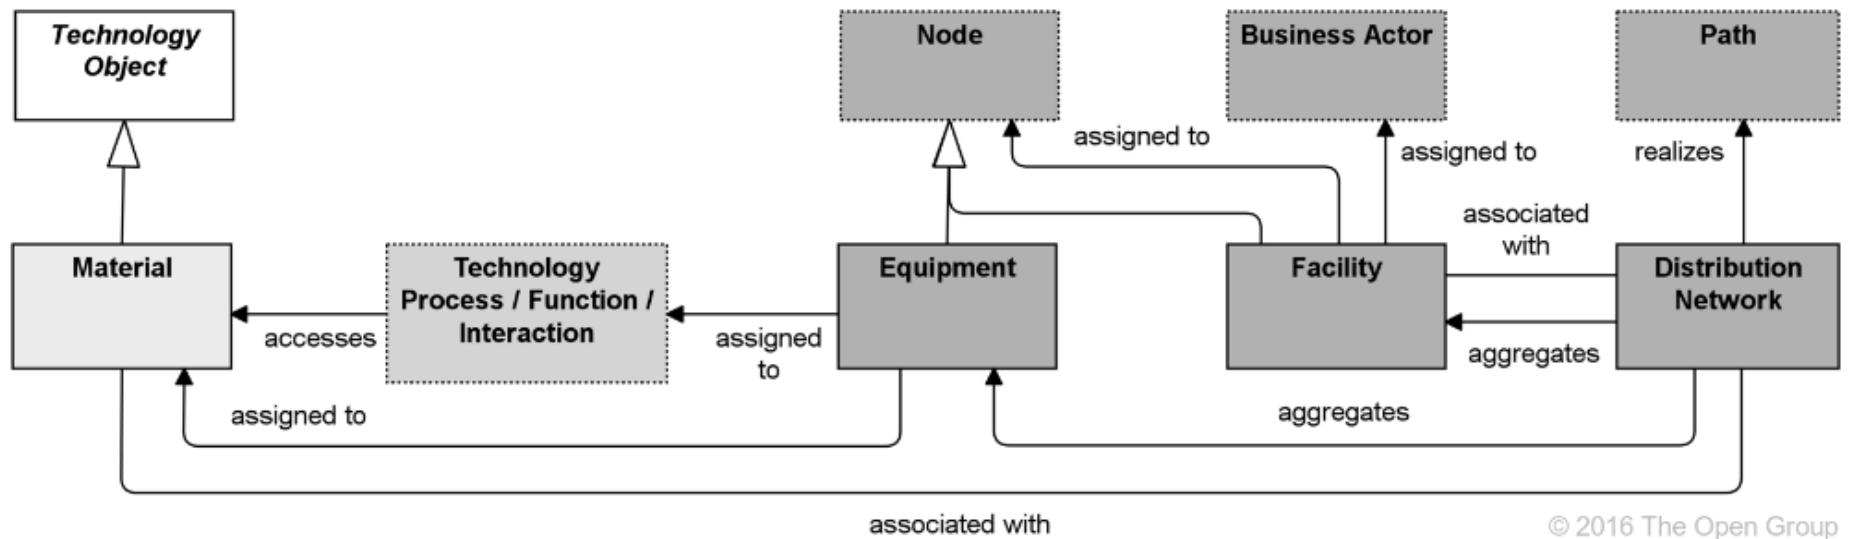 Technology
Object
Node
Business Actor
Path
assigned to
assigned to
realizes
associated
with
Material
Technology
Process / Function /
Interaction
Equipment
Facility
Distribution
Network
accesses
assigned
to
aggregates
assigned to
aggregates
associated with
© 2016 The Open Group